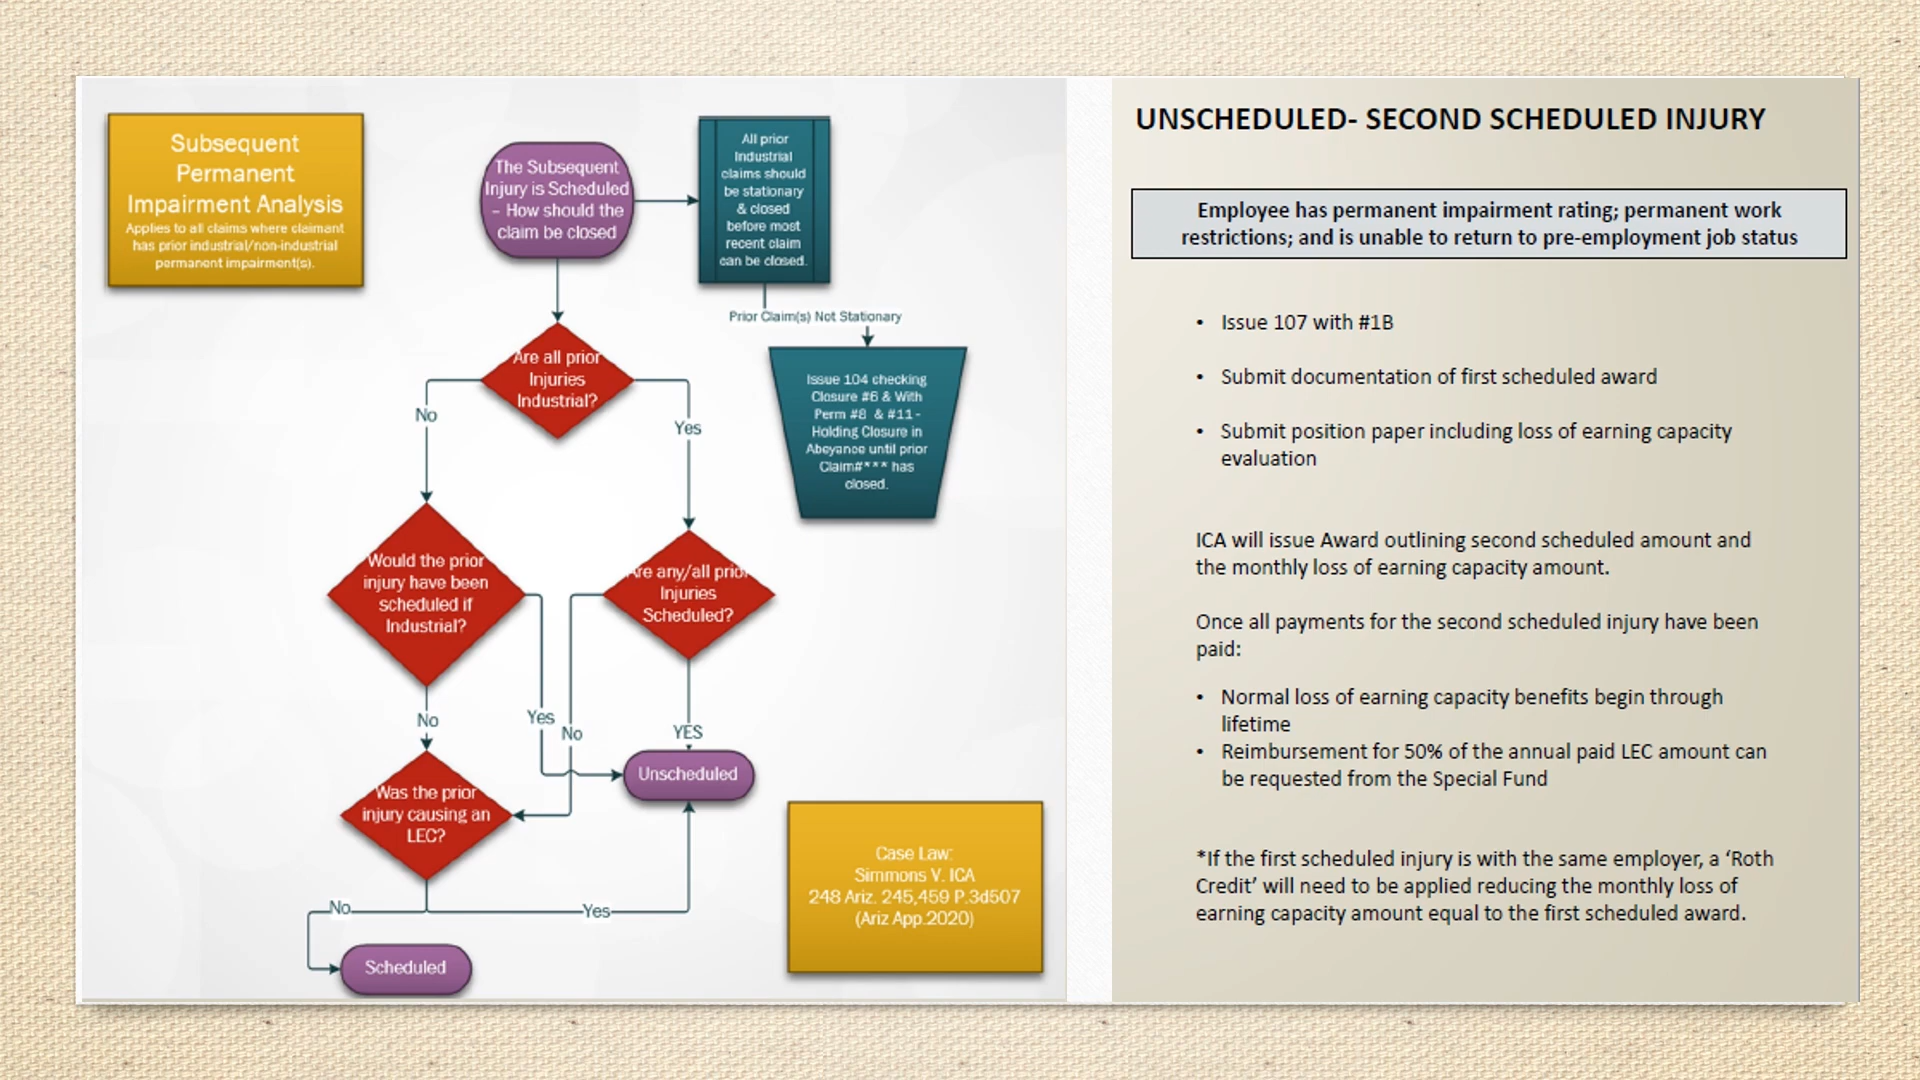 Subsequent
Permanent
Impairment Analysis
Applies to all claims where claimant
has prior industrial/non-industrial
permanent impairment(s).
The Subsequent
Injury is Scheduled
– How should the
claim be closed
All prior
Industrial
claims should
be stationary
& closed
before most
recent claim
can be closed.
Prior Claim(s) Not Stationary
Issue 104 checking
Closure #6 & With
Perm #8 & #11-
Holding Closure in
Abeyance until prior
Claim#*** has
closed.
Are all prior
Injuries
Industrial?
No
Yes
Would the prior
injury have been
scheduled if
Industrial?
Are any/all prior
Injuries
Scheduled?
No
Yes
No
YES
Unscheduled
Was the prior
injury causing an
LEC?
No
Yes
Scheduled
Case Law:
Simmons V. ICA
248 Ariz. 245,459 P.3d507
(Ariz App.2020)
UNSCHEDULED- SECOND SCHEDULED INJURY
Employee has permanent impairment rating; permanent work
restrictions; and is unable to return to pre-employment job status
• Issue 107 with #1B
• Submit documentation of first scheduled award
• Submit position paper including loss of earning capacity
evaluation
ICA will issue Award outlining second scheduled amount and
the monthly loss of earning capacity amount.
Once all payments for the second scheduled injury have been
paid:
• Normal loss of earning capacity benefits begin through
lifetime
• Reimbursement for 50% of the annual paid LEC amount can
be requested from the Special Fund
*If the first scheduled injury is with the same employer, a ‘Roth
Credit’ will need to be applied reducing the monthly loss of
earning capacity amount equal to the first scheduled award.